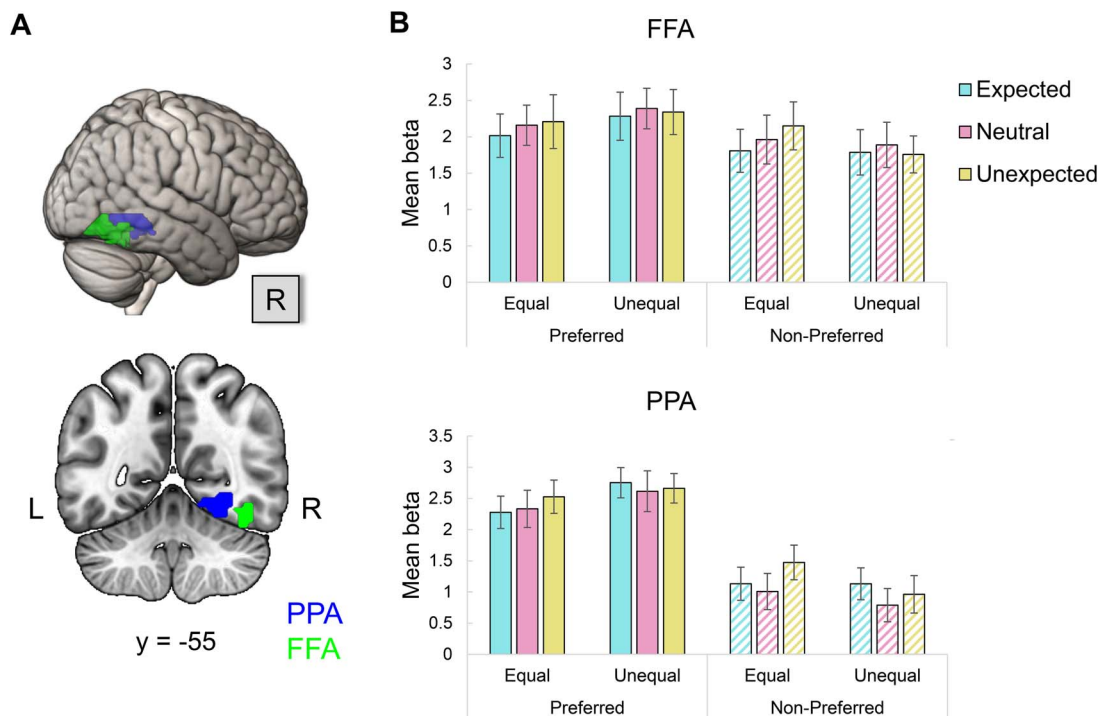 A
R
L
R
PPA
FFA
y = -55
B
FFA
Mean beta
3
2.5
2
1.5
1
0.5
0
Equal Unequal Equal Unequal
Preferred Non-Preferred
Expected
Neutral
Unexpected
PPA
Mean beta
3.5
3
2.5
2
1.5
1
0.5
0
Equal Unequal Equal Unequal
Preferred Non-Preferred